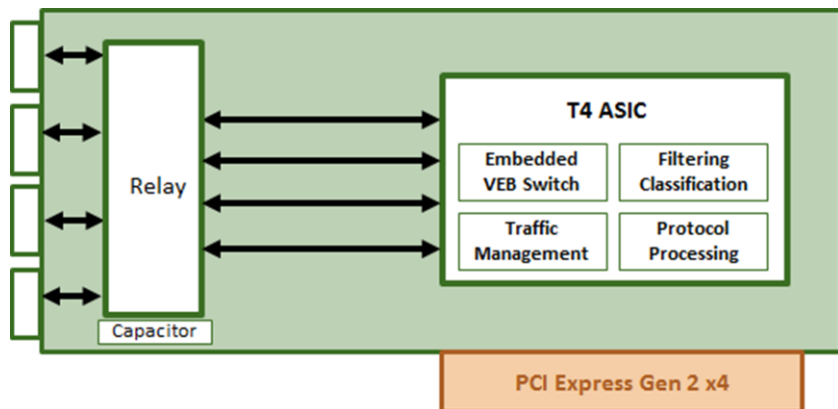 T4 ASIC
Embedded
VEB Switch
Filtering
Classification
Relay
Traffic
Management
Protocol
Processing
Capacitor
PCI Express Gen 2 x4